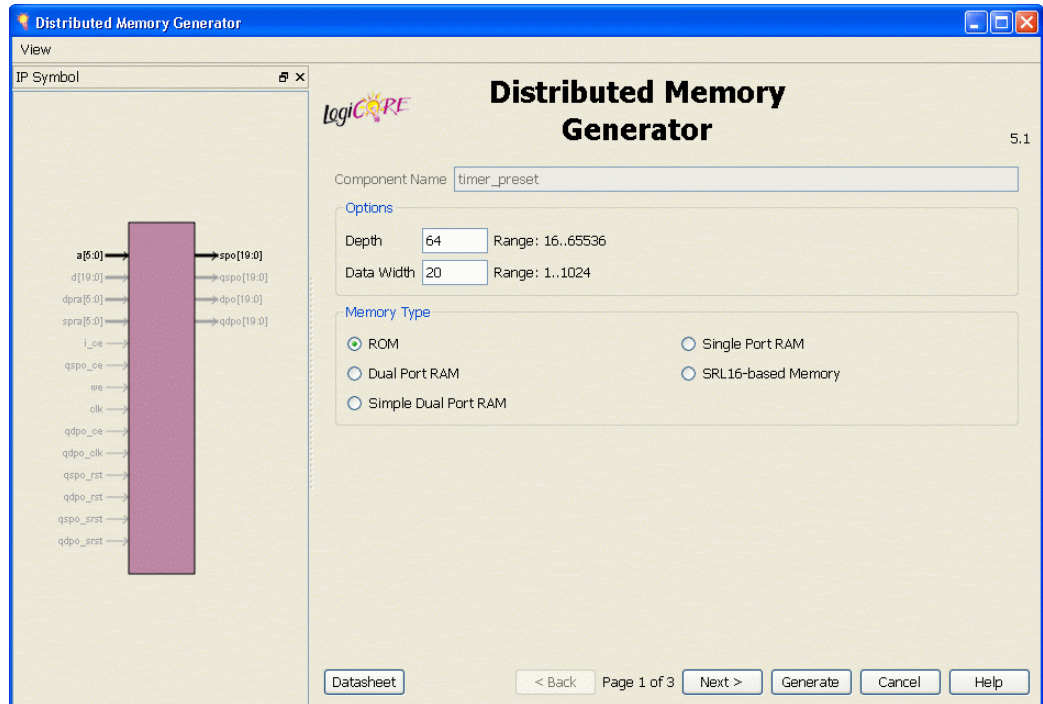 Distributed Memory Generator
View
IP Symbol
LogiCORE
Distributed Memory
Generator
5.1
Component Name timer_preset
Options
Depth 64 Range: 16..65536
Data Width 20 Range: 1..1024
Memory Type
ROM
Single Port RAM
Dual Port RAM
SRL16-based Memory
Simple Dual Port RAM
a[5:0]
spo[19:0]
d[19:0]
qspo[19:0]
dpra[5:0]
dpo[19:0]
spra[5:0]
qdpo[19:0]
i_ce
qspo_ce
we
clk
qdpo_ce
qdpo_clk
qspo_rst
qdpo_rst
qspo_srst
qdpo_srst
Datasheet
< Back Page 1 of 3 Next > Generate Cancel Help